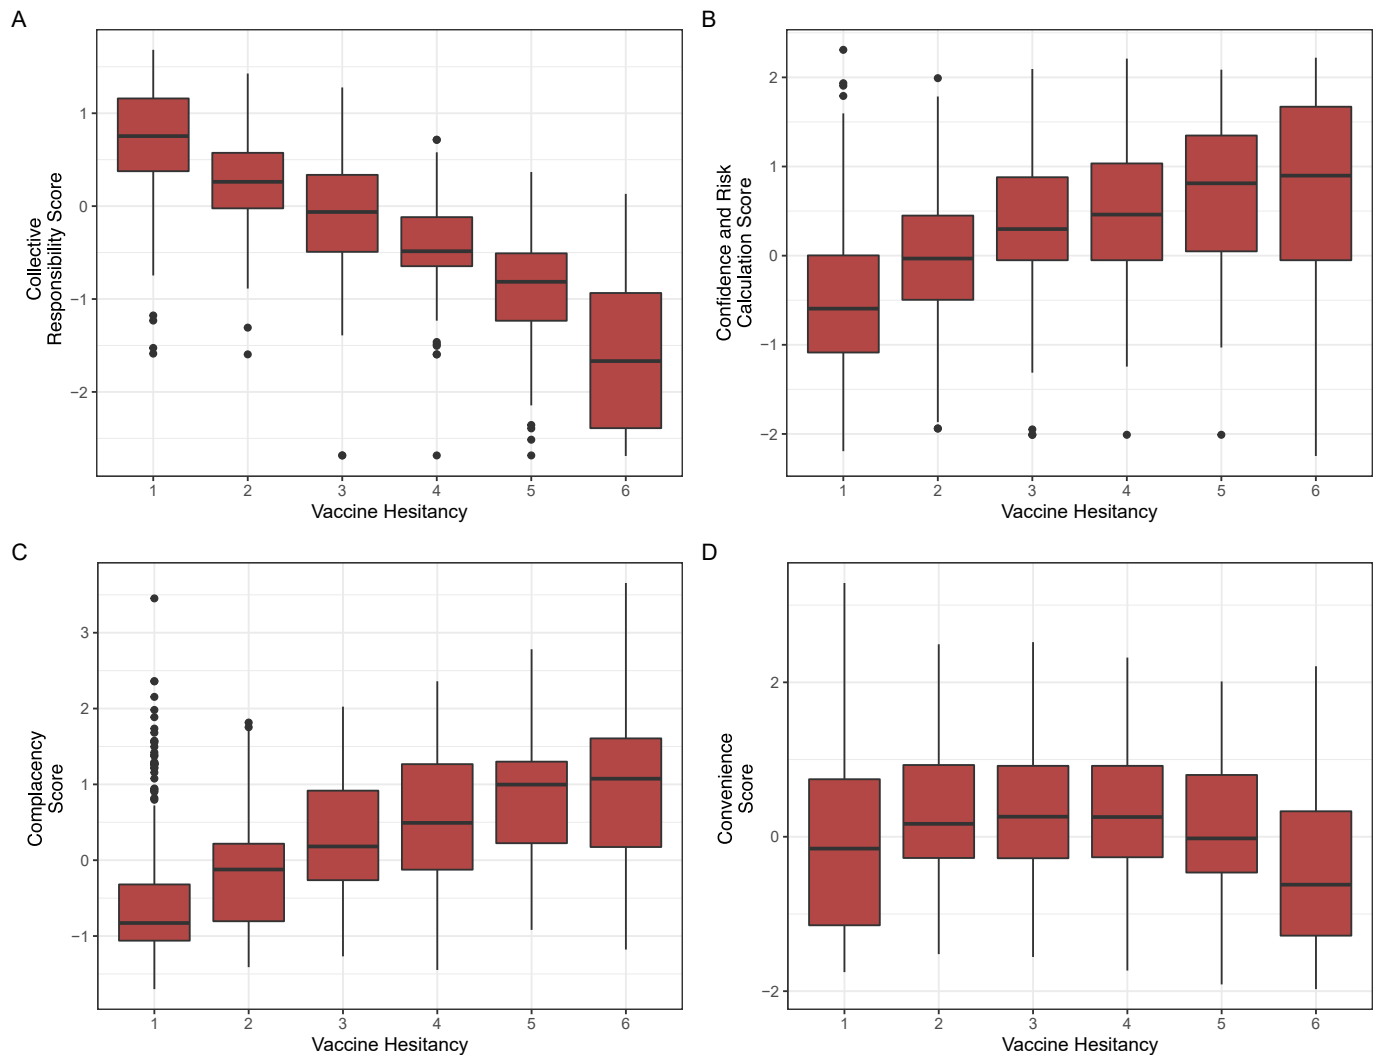 A
Collective
Responsibility Score
1
0
−1
−2
1 2 3 4 5 6
Vaccine Hesitancy
B
Confidence and Risk
Calculation Score
2
1
0
−1
−2
1 2 3 4 5 6
Vaccine Hesitancy
C
Complacency
Score
3
2
1
0
−1
1 2 3 4 5 6
Vaccine Hesitancy
D
Convenience
Score
2
0
−2
1 2 3 4 5 6
Vaccine Hesitancy